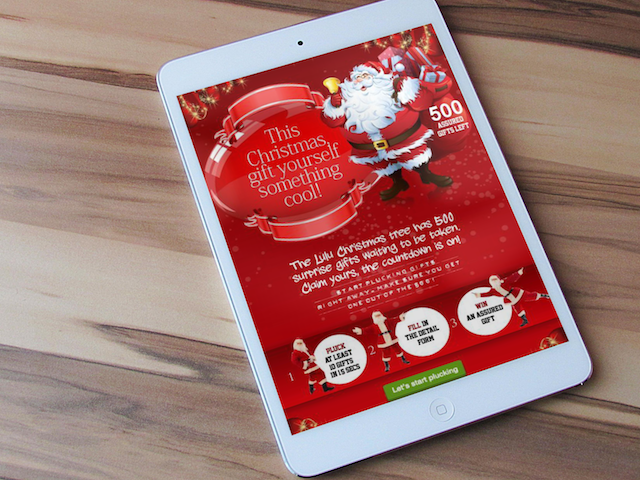 This
Christmas
gift yourself
something
cool!
500
ASSURED
GIFTS LEFT
The Lulu Christmas tree has 500
surprise gifts waiting to be taken.
Claim yours, the countdown is on!
START PLUCKING GIFTS
RIGHT AWAY- MAKE SURE YOU GET
ONE OUT OF THE
1
PLUCK
AT LEAST
10 GIFTS
IN 15 SECS
2
FILL IN
THE DETAIL
FORM
3
WIN
AN ASSURED
GIFT
Let's start plucking